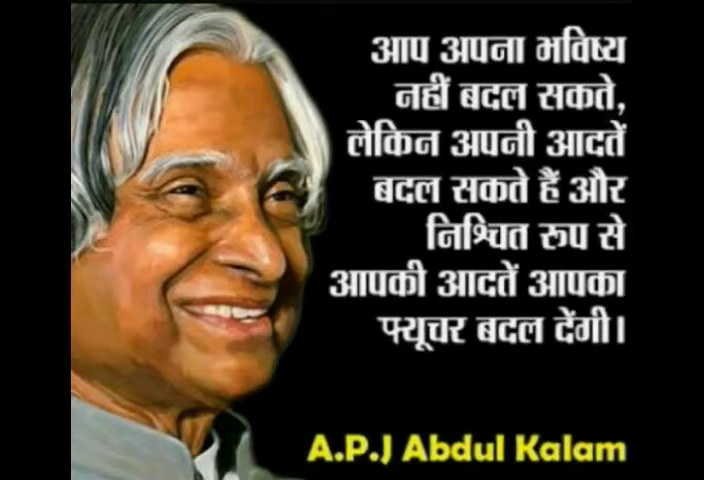 आप अपना भविष्य
नहीं बदल सकते,
लेकिन अपनी आदतें
बदल सकते हैं और
निश्चित रूप से
आपकी आदतें आपका
फ्यूचर बदल देंगी।
A.P.J Abdul Kalam